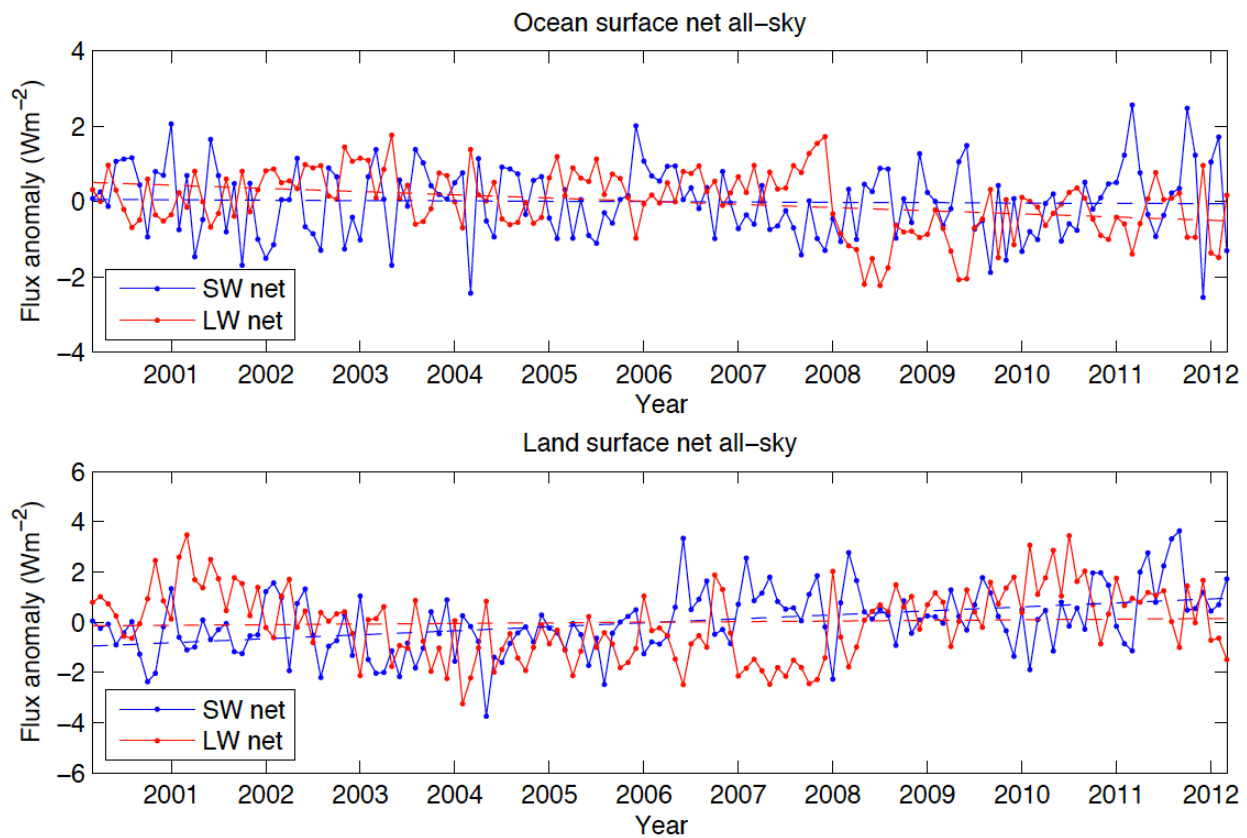 Ocean surface net all−sky
Flux anomaly (Wm−2)
4
2
0
−2
−4
SW net
LW net
2001 2002 2003 2004 2005 2006 2007 2008 2009 2010 2011 2012
Year
Land surface net all−sky
Flux anomaly (Wm−2)
6
4
2
0
−2
−4
−6
SW net
LW net
2001 2002 2003 2004 2005 2006 2007 2008 2009 2010 2011 2012
Year